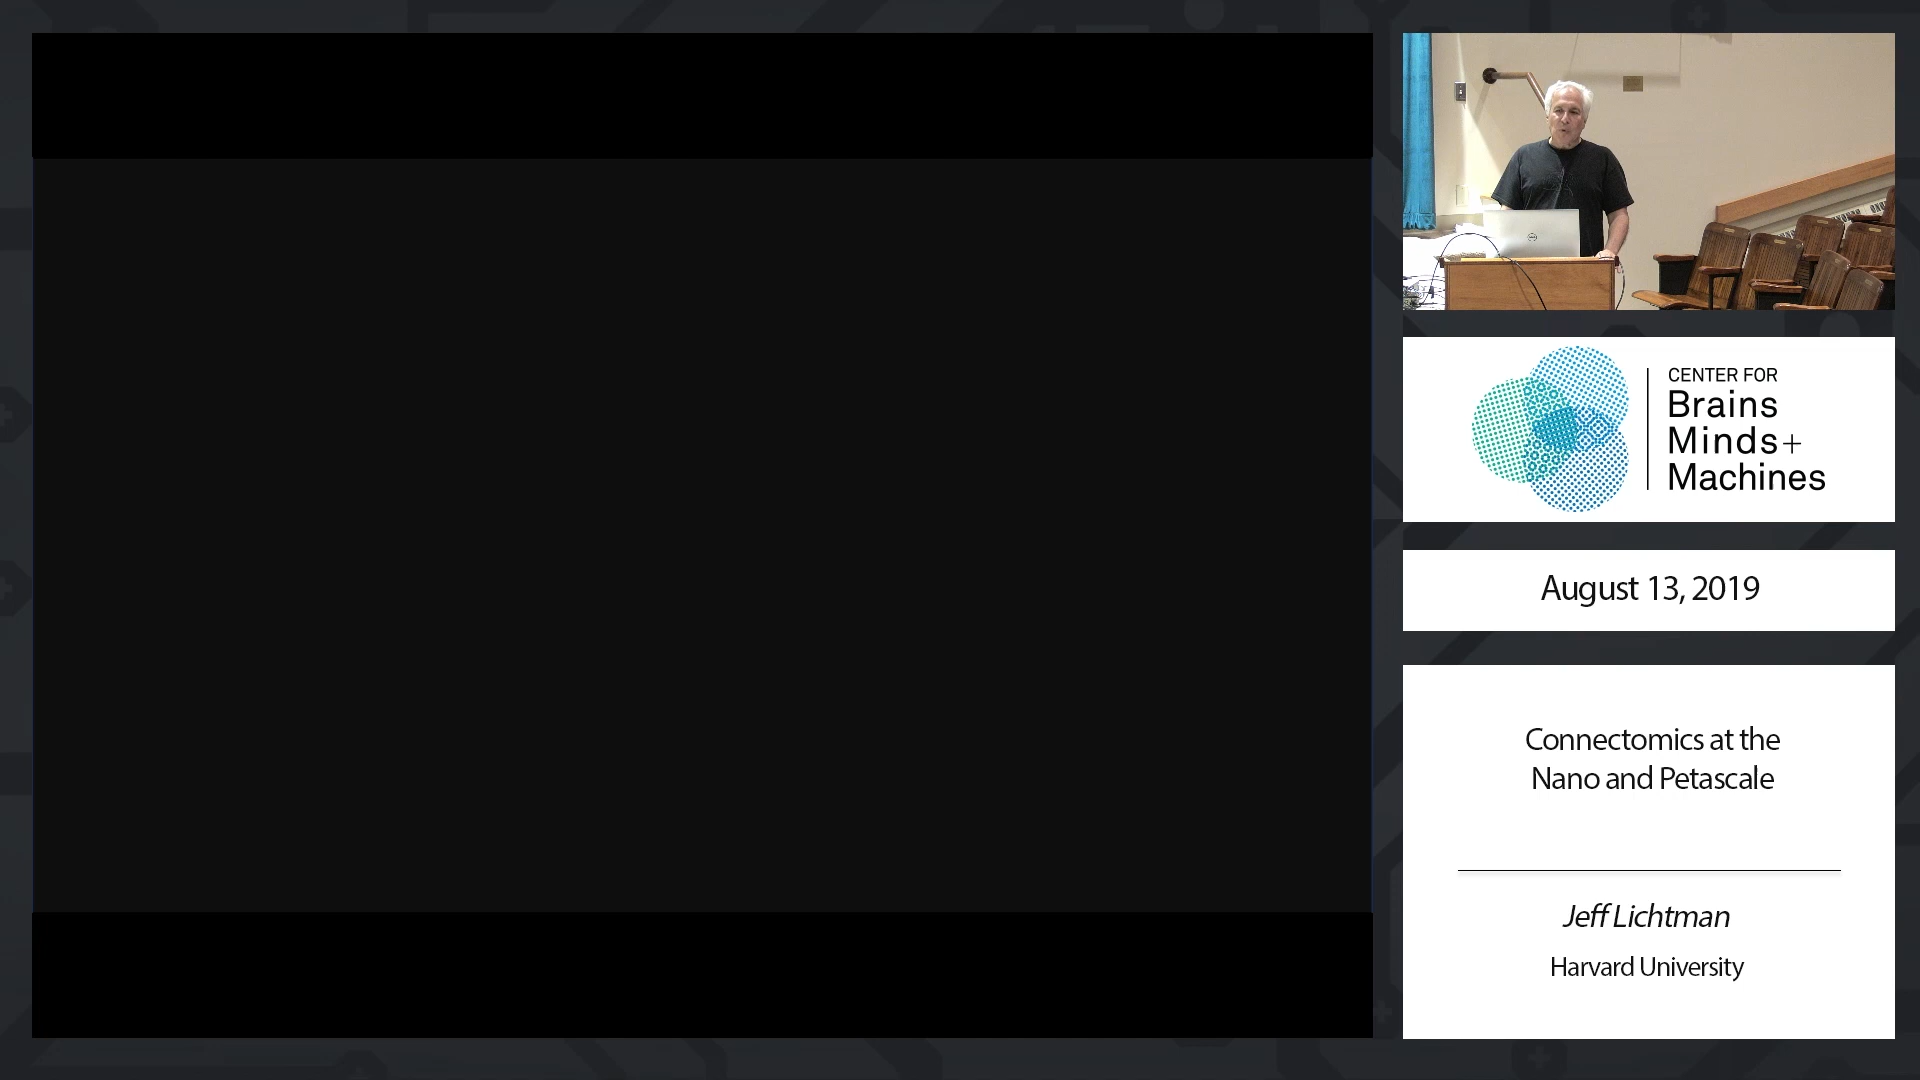 CENTER FOR
Brains
Minds+
Machines
August 13, 2019
Connectomics at the
Nano and Petascale
Jeff Lichtman
Harvard University